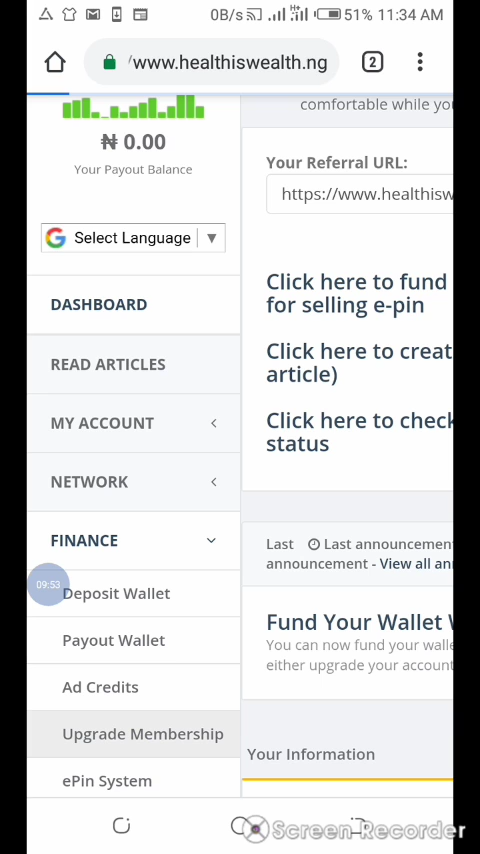 0B/s H+ 51% 11:34 AM
/www.healthiswealth.ng
2
₦ 0.00
Your Payout Balance
Select Language
DASHBOARD
READ ARTICLES
MY ACCOUNT
NETWORK
FINANCE
09:53
Deposit Wallet
Payout Wallet
Ad Credits
Upgrade Membership
ePin System
comfortable while you
Your Referral URL:
https://www.healthisw
Click here to fund
for selling e-pin
Click here to creat
article)
Click here to check
status
Last Last announcement
announcement - View all an
Fund Your Wallet
You can now fund your walle
either upgrade your account
Your Information
Screen Recorder